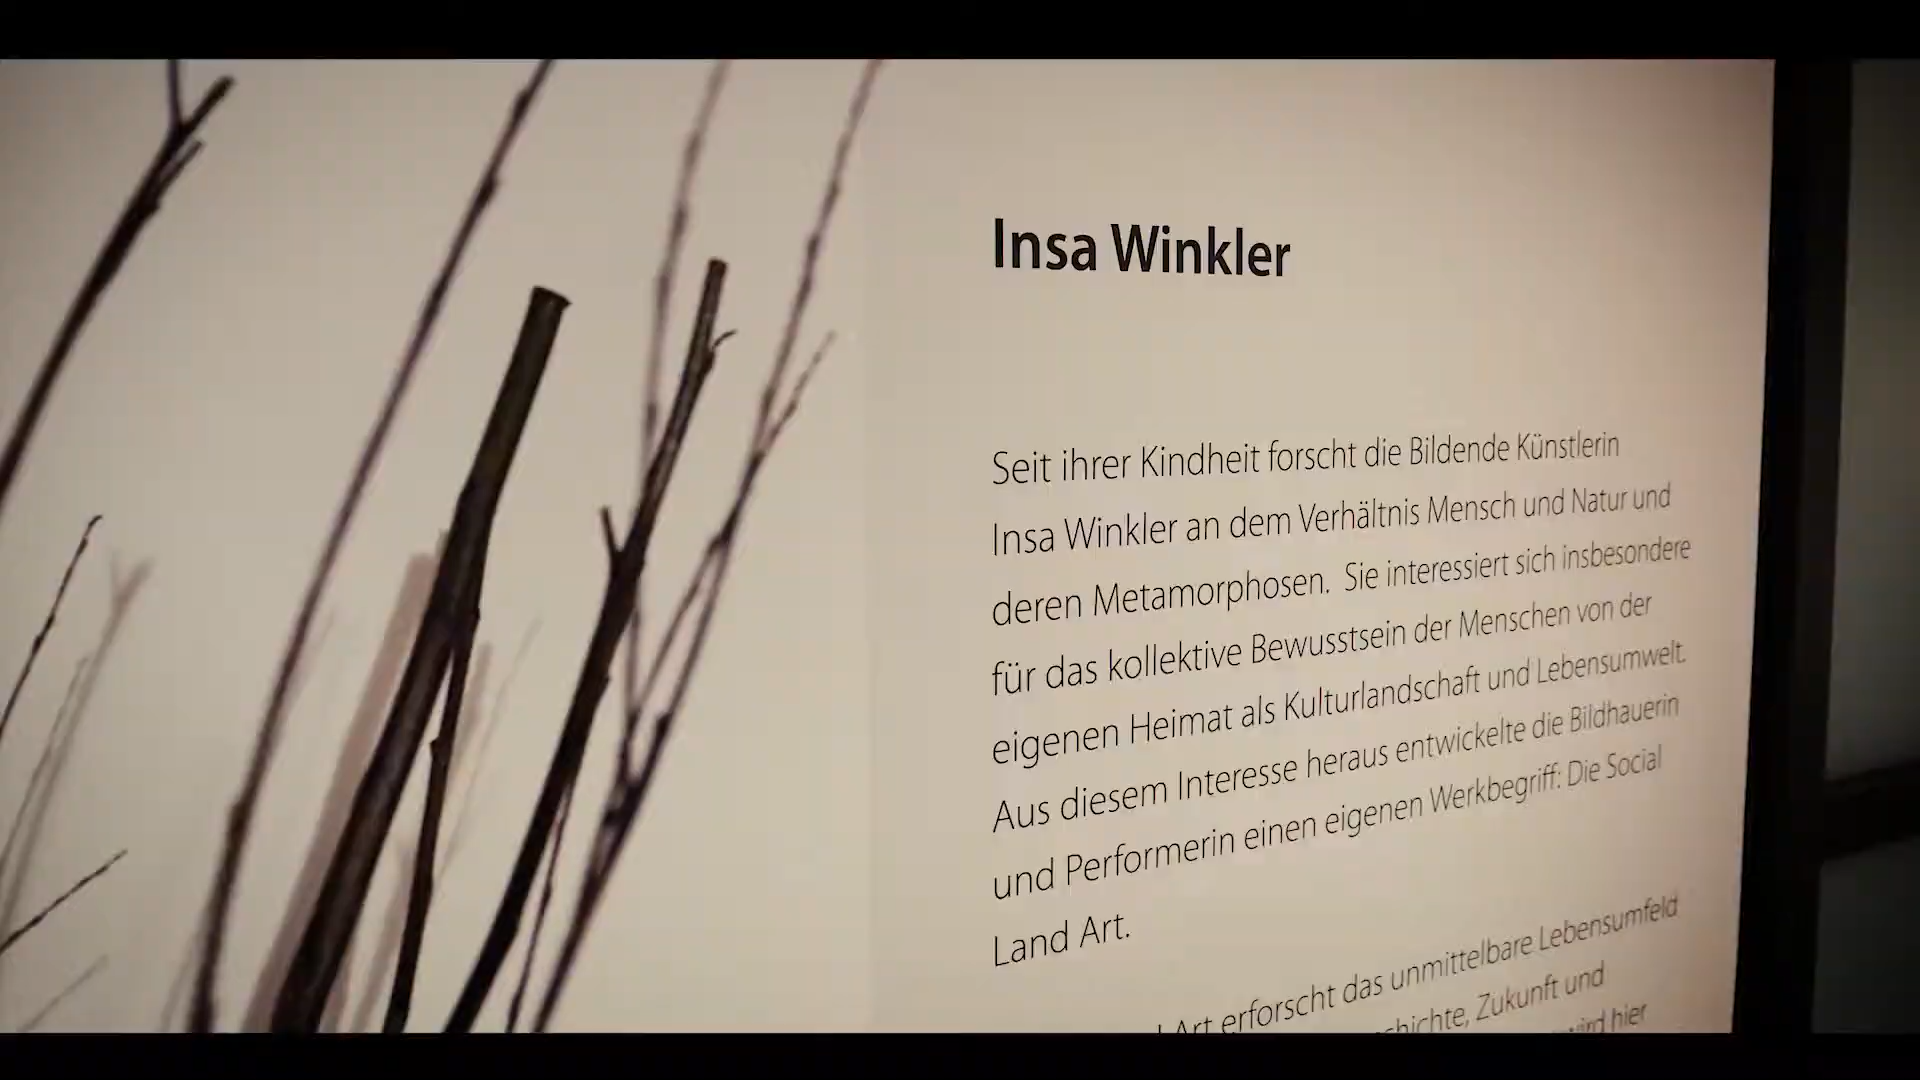 Insa Winkler
Seit ihrer Kindheit forscht die Bildende Künstlerin
Insa Winkler an dem Verhältnis Mensch und Natur und
deren Metamorphosen. Sie interessiert sich insbesondere
für das kollektive Bewusstsein der Menschen von der
eigenen Heimat als Kulturlandschaft und Lebensumwelt.
Aus diesem Interesse heraus entwickelte die Bildhauerin
und Performerin einen eigenen Werkbegriff: Die Social
Land Art.
Art erforscht das unmittelbare Lebensumfeld
Zukunft und
hier